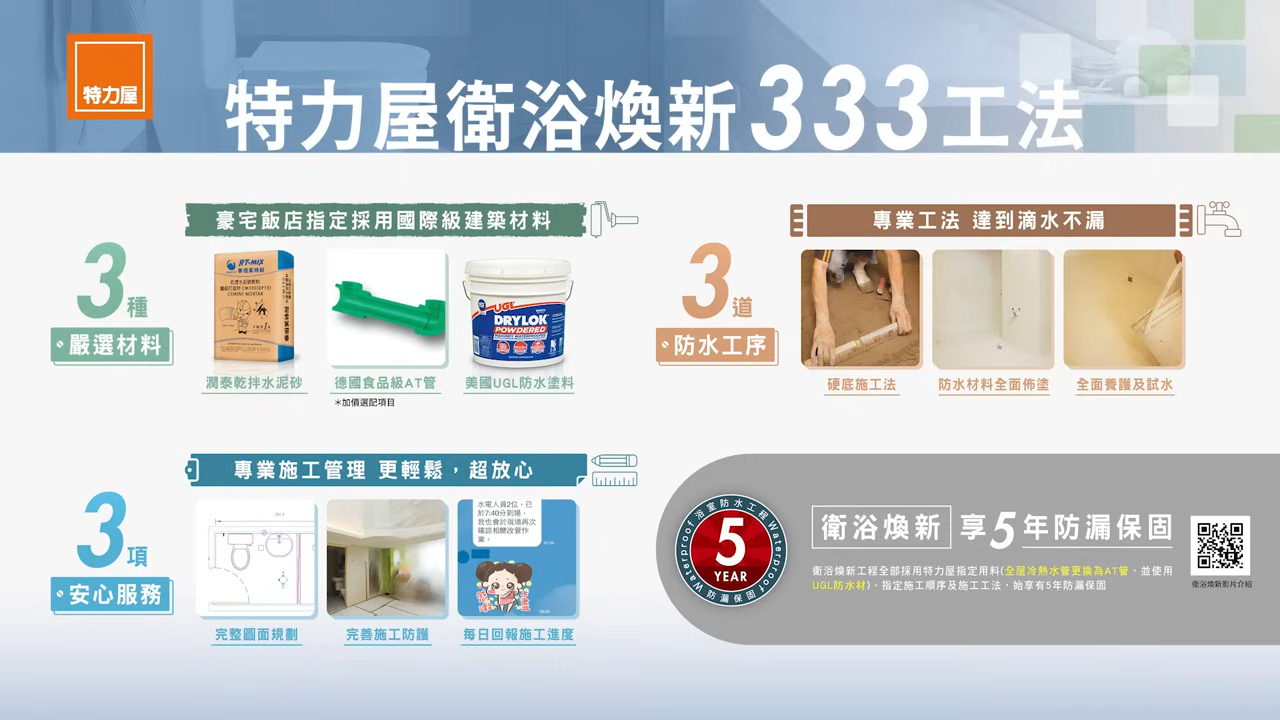 特力屋
特力屋衛浴煥新333工法
豪宅飯店指定採用國際級建築材料
3種
嚴選材料
RT-MIX
CEMENT MORTAR
潤泰乾拌水泥砂
德國食品級AT管
＊加價選配項目
UGL
DRYLOK
POWDERED
美國UGL防水塗料
專業工法 達到滴水不漏
3道
防水工序
硬底施工法
防水材料全面佈塗
全面養護及試水
專業施工管理 更輕鬆，超放心
3項
安心服務
完整圖面規劃
完善施工防護
水電人員2位，已
於7:40分到場，
我也會於現場再次
確認相關改管作
業。
每日回報施工進度
浴室防水工程 Waterproof 防漏保固 Waterproof
5
YEAR
衛浴煥新 享5年防漏保固
衛浴煥新工程全部採用特力屋指定用料(全屋冷熱水管更換為AT管，並使用
UGL防水材)、指定施工順序及施工工法，始享有5年防漏保固
衛浴煥新影片介紹